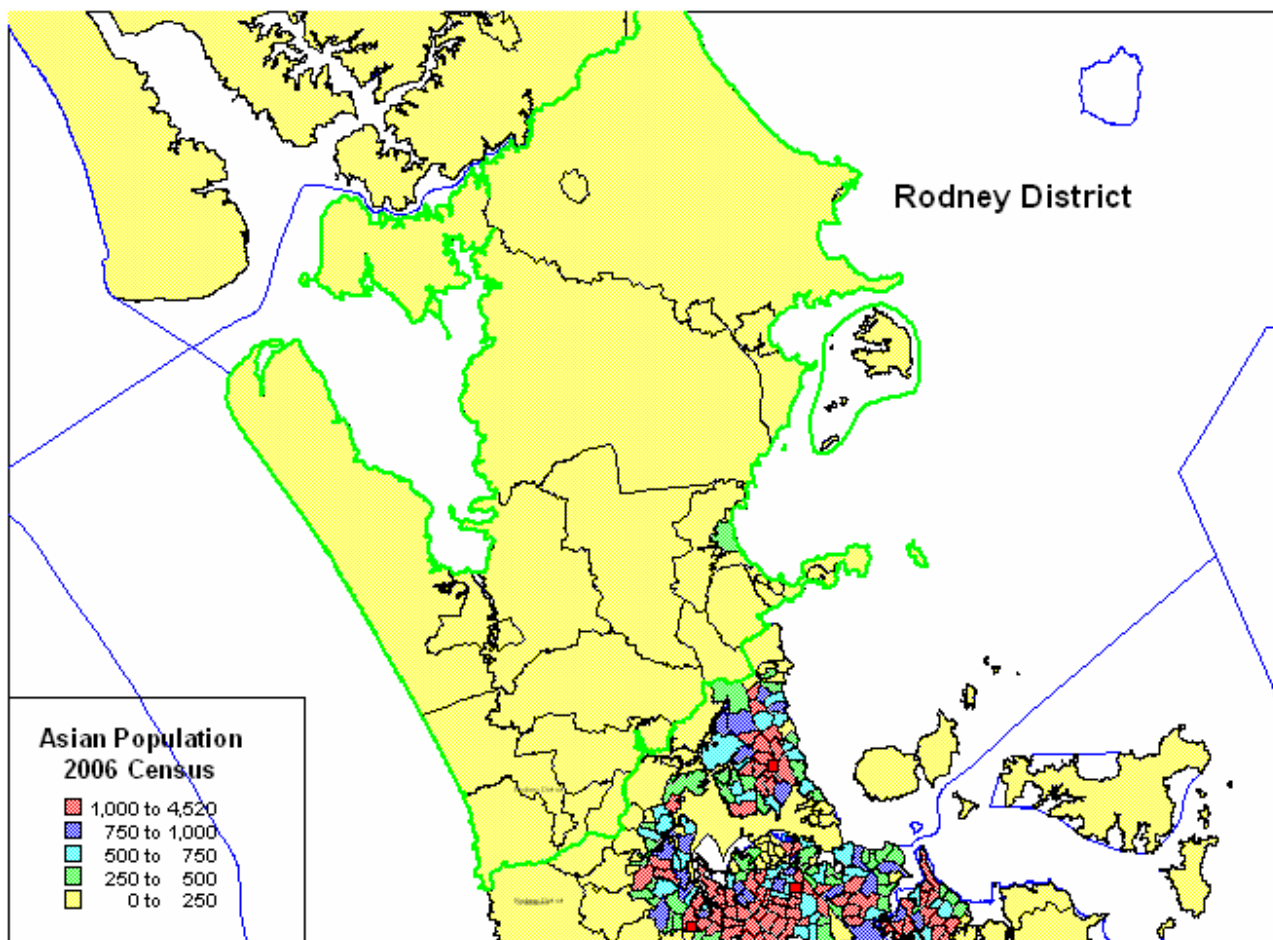 Rodney District
Asian Population
2006 Census
1,000 to 4,520
750 to 1,000
500 to 750
250 to 500
0 to 250